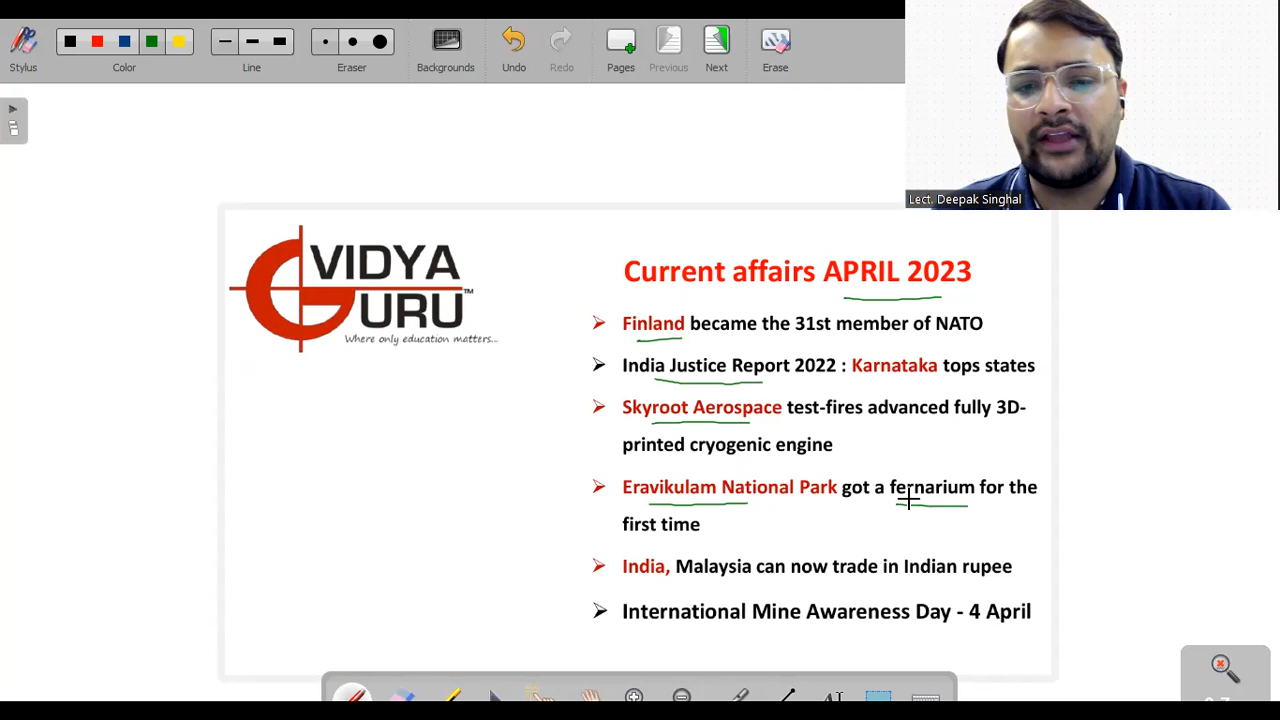 Stylus
Color
Line
Eraser
Backgrounds
Undo
Redo
Pages
Previous
Next
Erase
Lect. Deepak Singhal
VIDYA
GURU™
Where only education matters...
Current affairs APRIL 2023
Finland became the 31st member of NATO
India Justice Report 2022 : Karnataka tops states
Skyroot Aerospace test-fires advanced fully 3D-
printed cryogenic engine
Eravikulam National Park got a fernarium for the
first time
India, Malaysia can now trade in Indian rupee
International Mine Awareness Day - 4 April